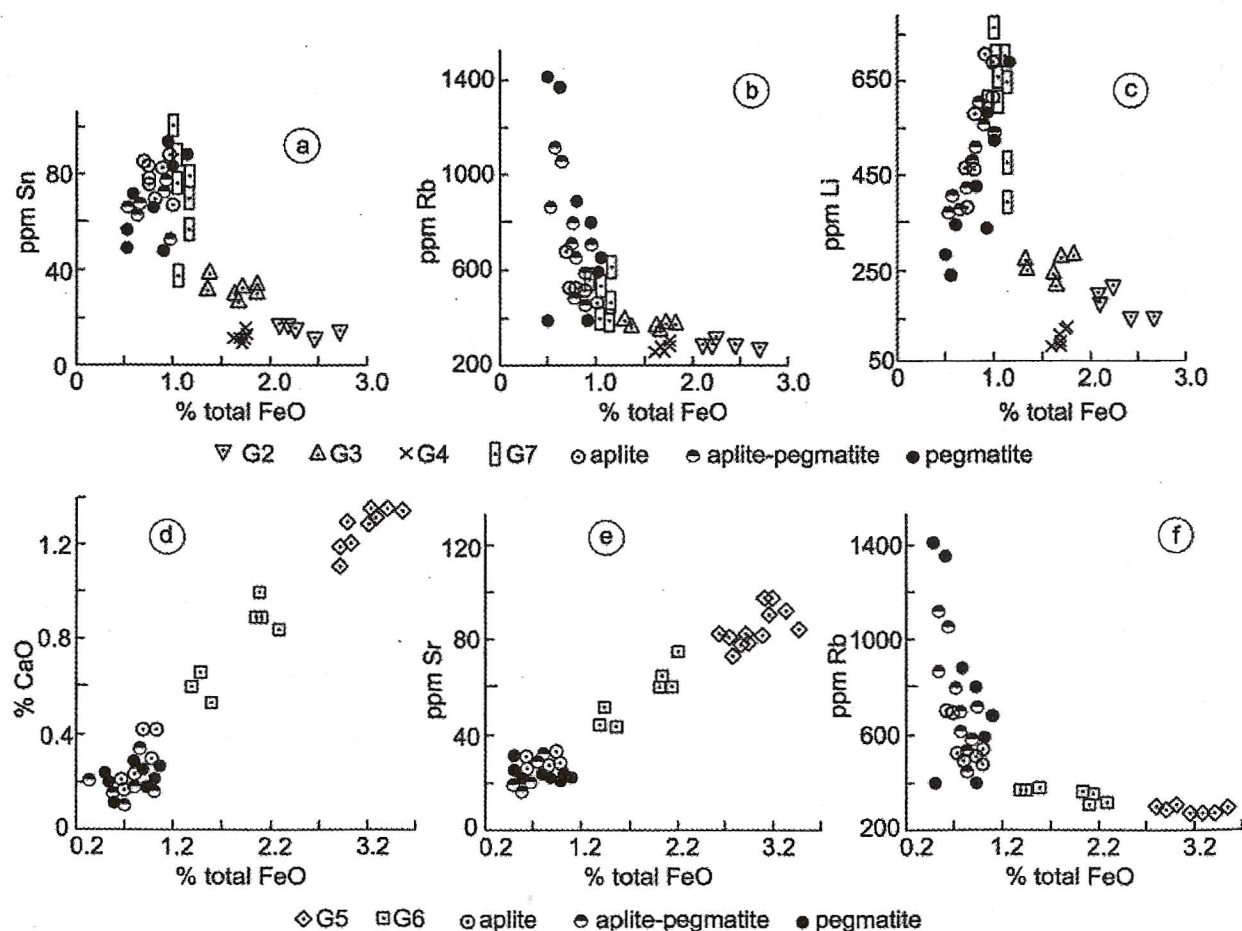 a
b
c
ppm Sn
80
40
0
0
1.0
2.0
3.0
% total FeO
ppm Rb
1400
1000
600
200
0
1.0
2.0
3.0
% total FeO
ppm Li
650
450
250
50
0
1.0
2.0
3.0
% total FeO
G2 G3 G4 G7 aplite aplite-pegmatite pegmatite
d
e
f
% CaO
1.2
0.8
0.4
0
0.2
1.2
2.2
3.2
% total FeO
ppm Sr
120
80
40
0
0.2
1.2
2.2
3.2
% total FeO
ppm Rb
1400
1000
600
200
0.2
1.2
2.2
3.2
% total FeO
G5 G6 aplite aplite-pegmatite pegmatite